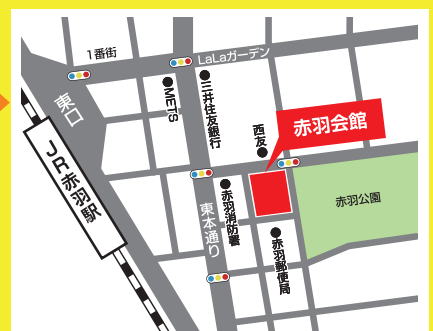 1番街
LaLaガーデン
東口
METS
三井住友銀行
西友
赤羽会館
JR赤羽駅
東本通り
赤羽消防署
赤羽公園
赤羽郵便局